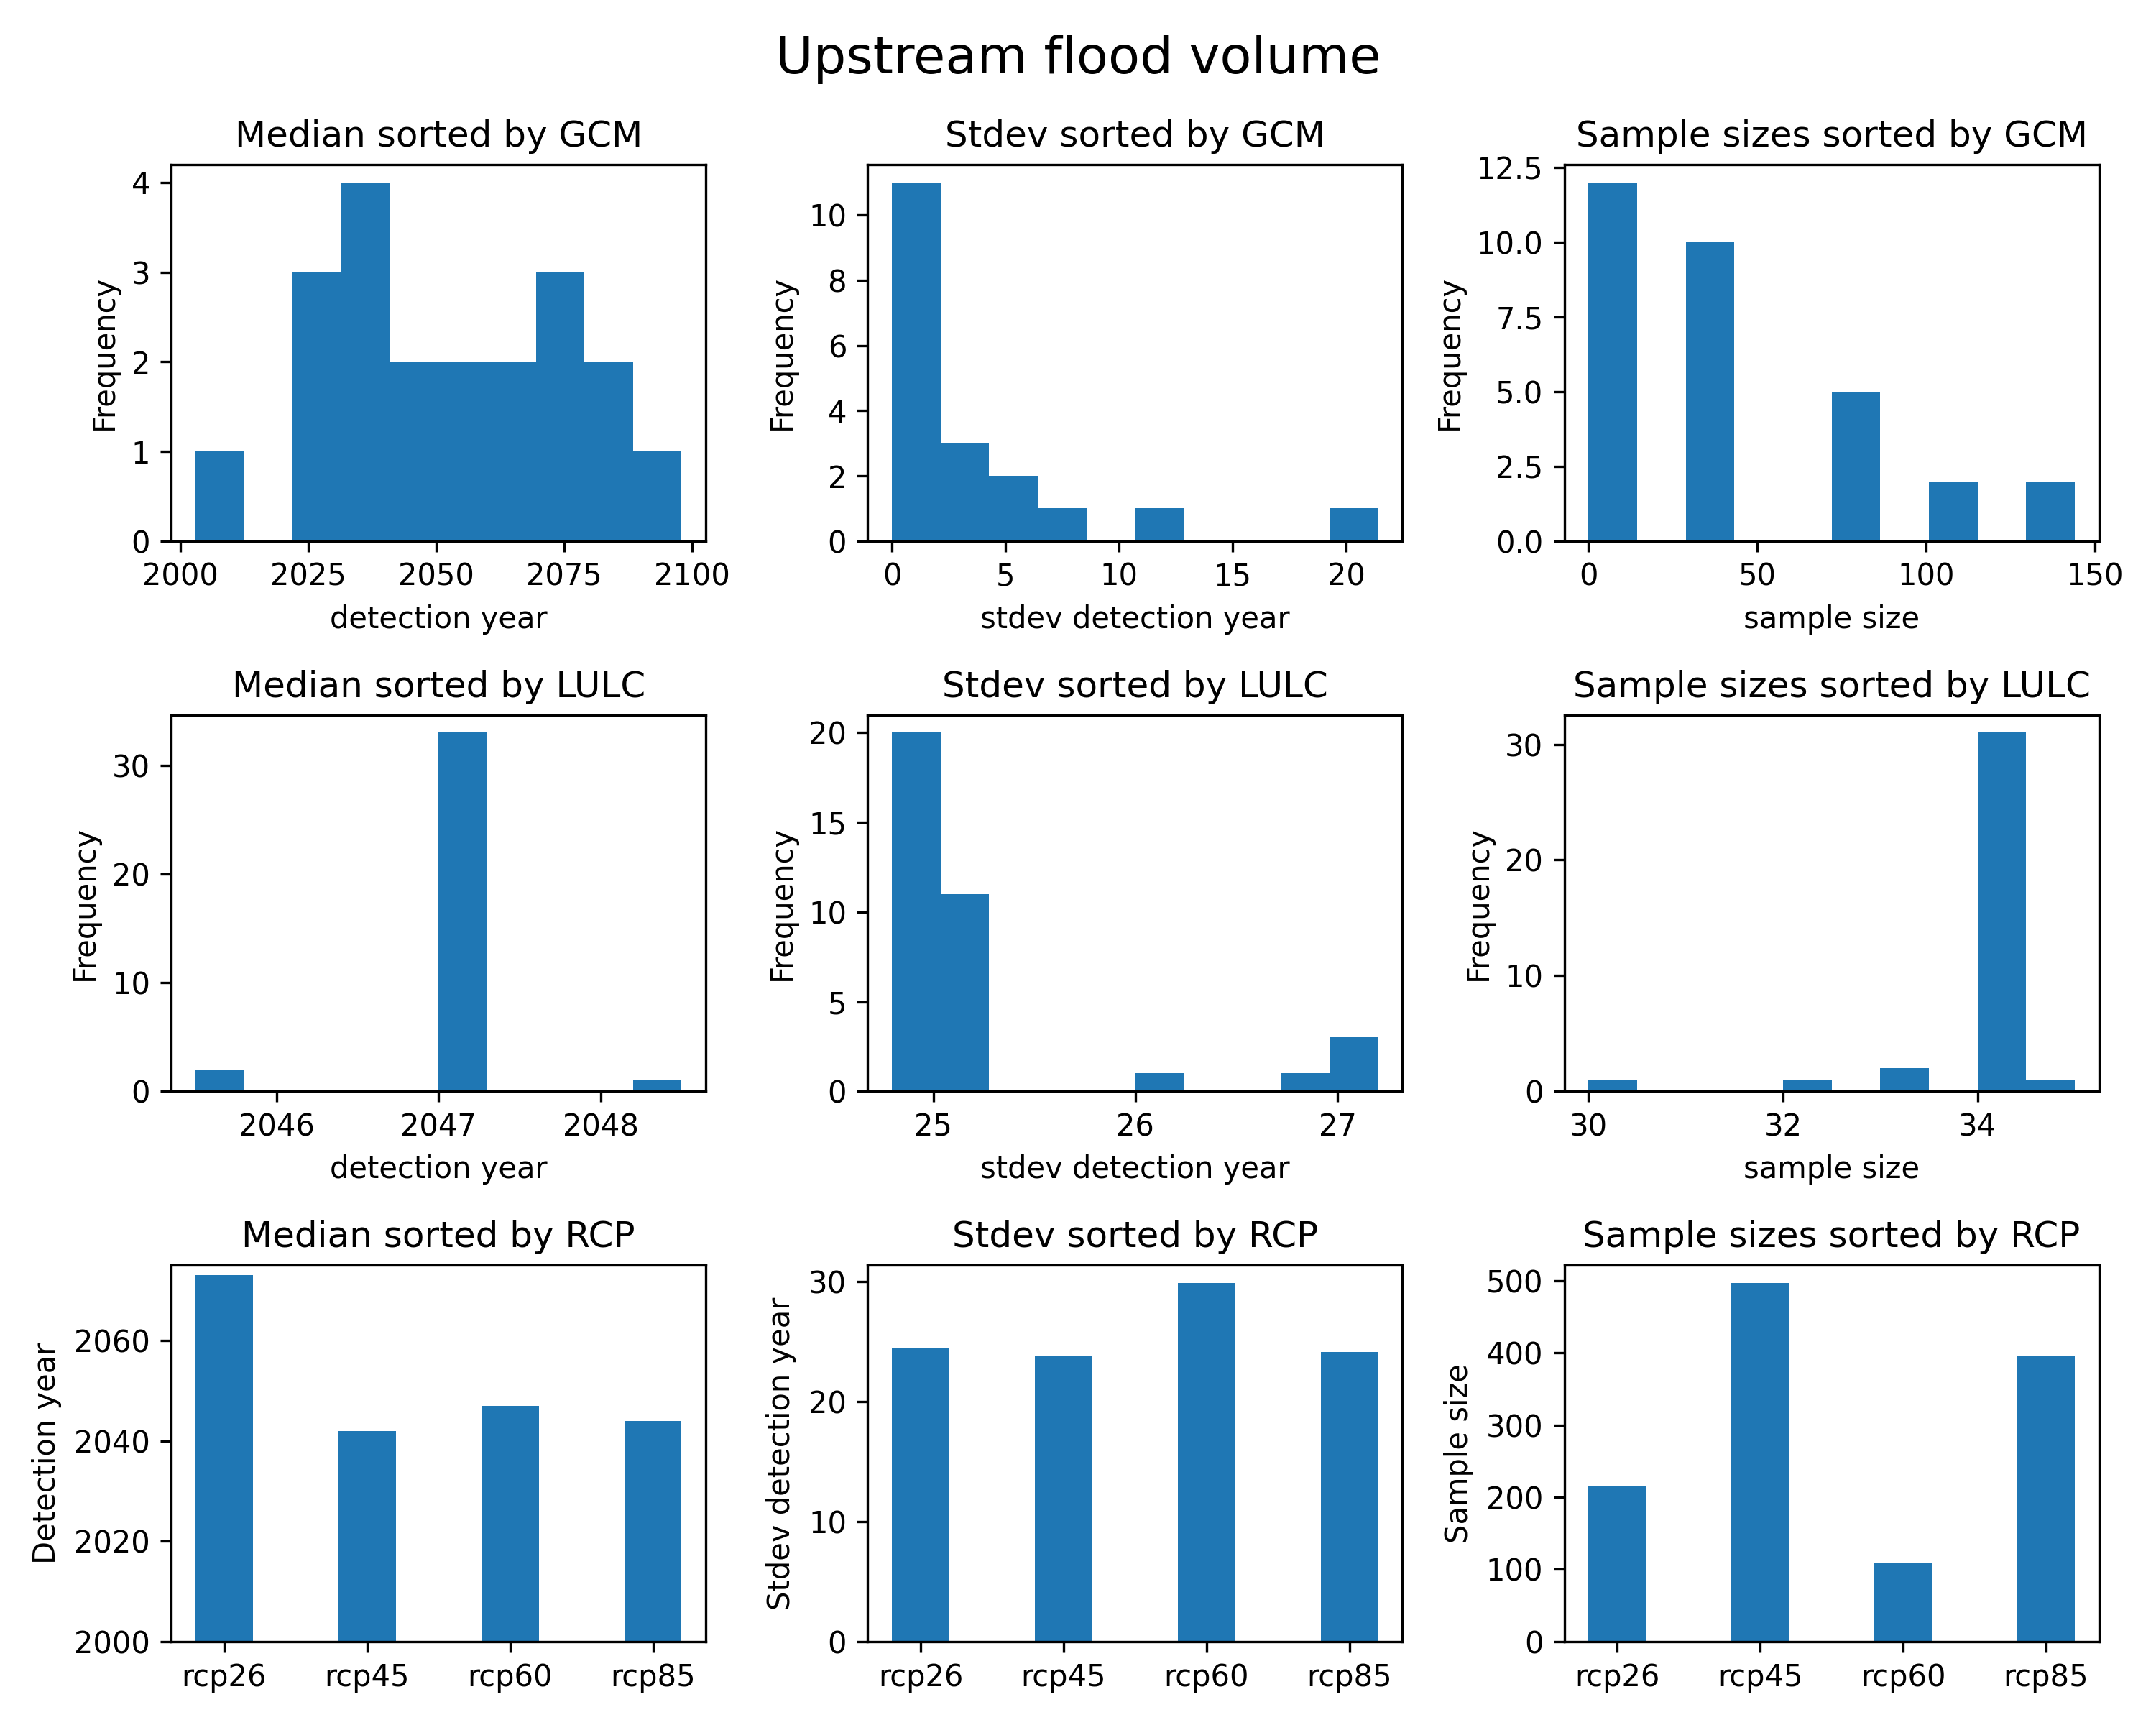 Upstream flood volume
Median sorted by GCM
Frequency
4
3
2
1
0
2000 2025 2050 2075 2100
detection year
Stdev sorted by GCM
Frequency
10
8
6
4
2
0
0 5 10 15 20
stdev detection year
Sample sizes sorted by GCM
Frequency
12.5
10.0
7.5
5.0
2.5
0.0
0 50 100 150
sample size
Median sorted by LULC
Frequency
30
20
10
0
2046 2047 2048
detection year
Stdev sorted by LULC
Frequency
20
15
10
5
0
25 26 27
stdev detection year
Sample sizes sorted by LULC
Frequency
30
20
10
0
30 32 34
sample size
Median sorted by RCP
Detection year
2060
2040
2020
2000
rcp26 rcp45 rcp60 rcp85
Stdev sorted by RCP
Stdev detection year
30
20
10
0
rcp26 rcp45 rcp60 rcp85
Sample sizes sorted by RCP
Sample size
500
400
300
200
100
0
rcp26 rcp45 rcp60 rcp85